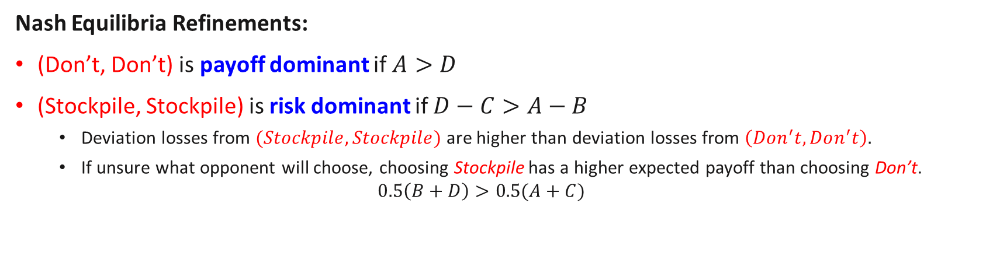 Nash Equilibria Refinements:
• (Don’t, Don’t) is payoff dominant if A > D
• (Stockpile, Stockpile) is risk dominant if D − C > A − B
• Deviation losses from (Stockpile, Stockpile) are higher than deviation losses from (Don't, Don't).
• If unsure what opponent will choose, choosing Stockpile has a higher expected payoff than choosing Don’t.
0.5(B + D) > 0.5(A + C)